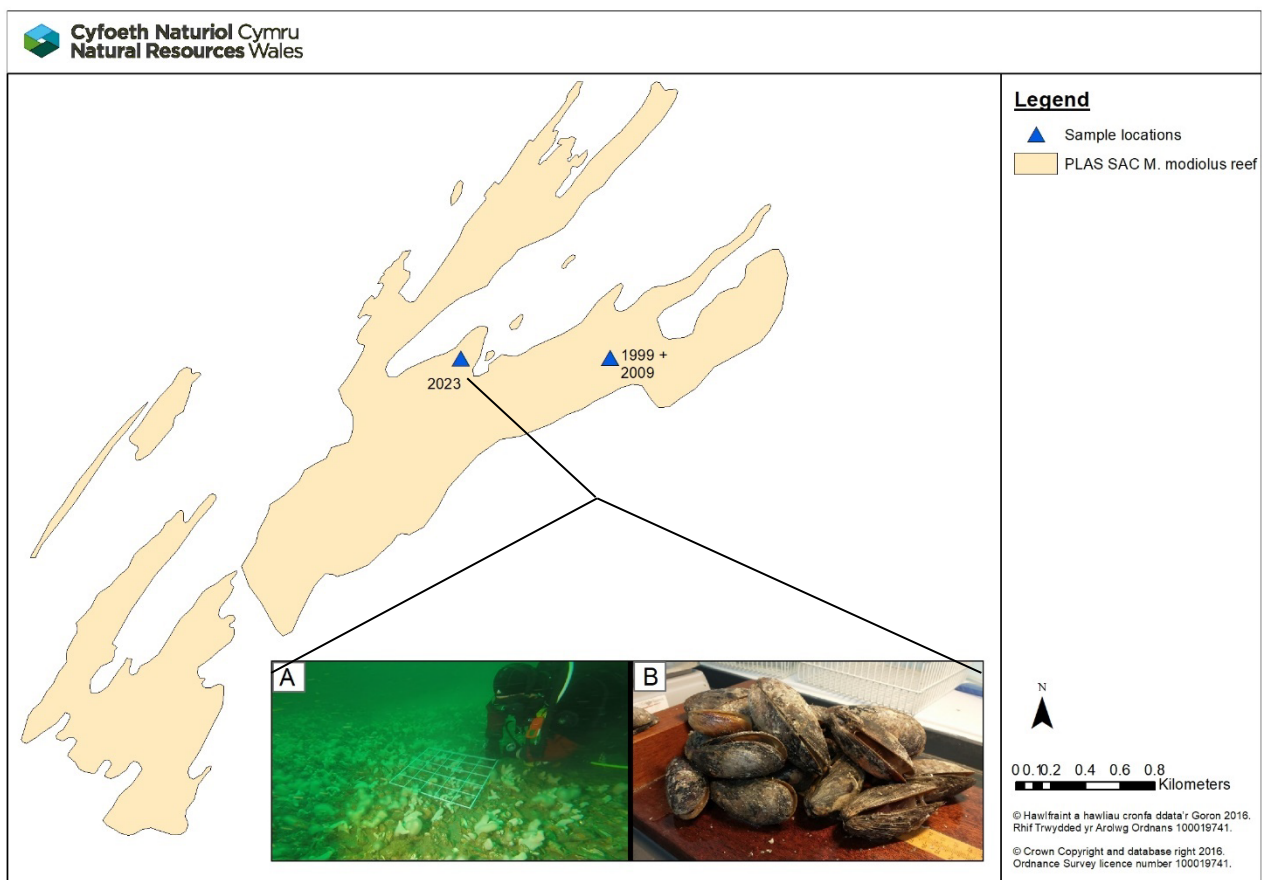 Cyfoeth Naturiol Cymru
Natural Resources Wales
Legend
Sample locations
PLAS SAC M. modiolus reef
1999 +
2009
2023
A
B
N
0 0.10.2 0.4 0.6 0.8
Kilometers
© Hawlfraint a hawliau cronfa ddata'r Goron 2016.
Rhif Trwydded yr Arolwg Ordnans 100019741.
© Crown Copyright and database right 2016.
Ordnance Survey licence number 100019741.